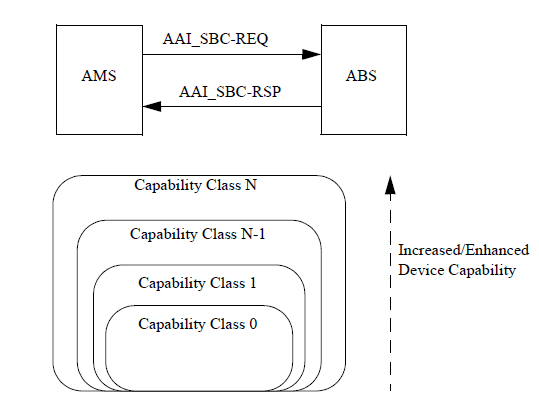 AAI_SBC-REQ
AMS
ABS
AAI_SBC-RSP
Capability Class N
Capability Class N-1
Increased/Enhanced
Device Capability
Capability Class 1
Capability Class 0